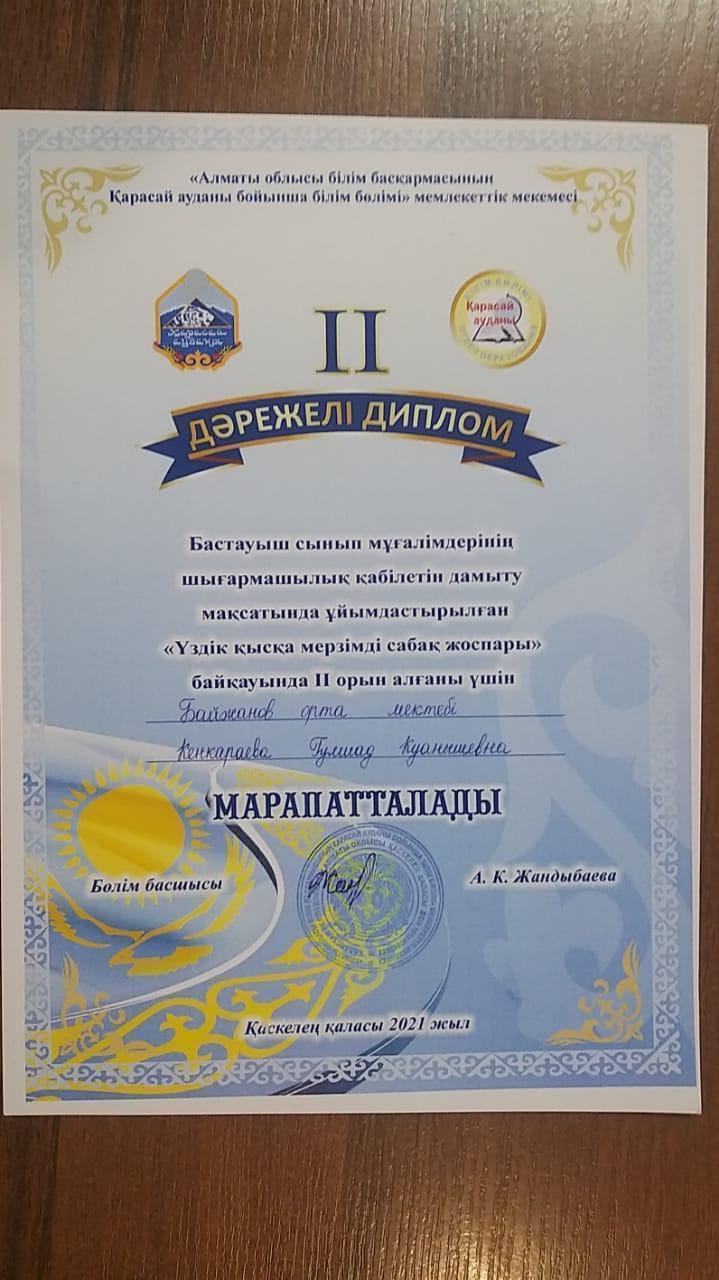 «Алматы облысы білім басқармасының
Қарасай ауданы бойынша білім бөлімі» мемлекеттік мекемесі
Қарасай
ауданы
II
ДӘРЕЖЕЛІ ДИПЛОМ
Бастауыш сынып мұғалімдерінің
шығармашылық қабілетін дамыту
мақсатында ұйымдастырылған
«Үздік қысқа мерзімді сабақ жоспары»
байқауында II орын алғаны үшін
Байжанов орта мектебі
Кенкараева Гулшад Куанышевна
МАРАПАТТАЛАДЫ
Бөлім басшысы
А. К. Жандыбаева
Қаскелең қаласы 2021 жыл